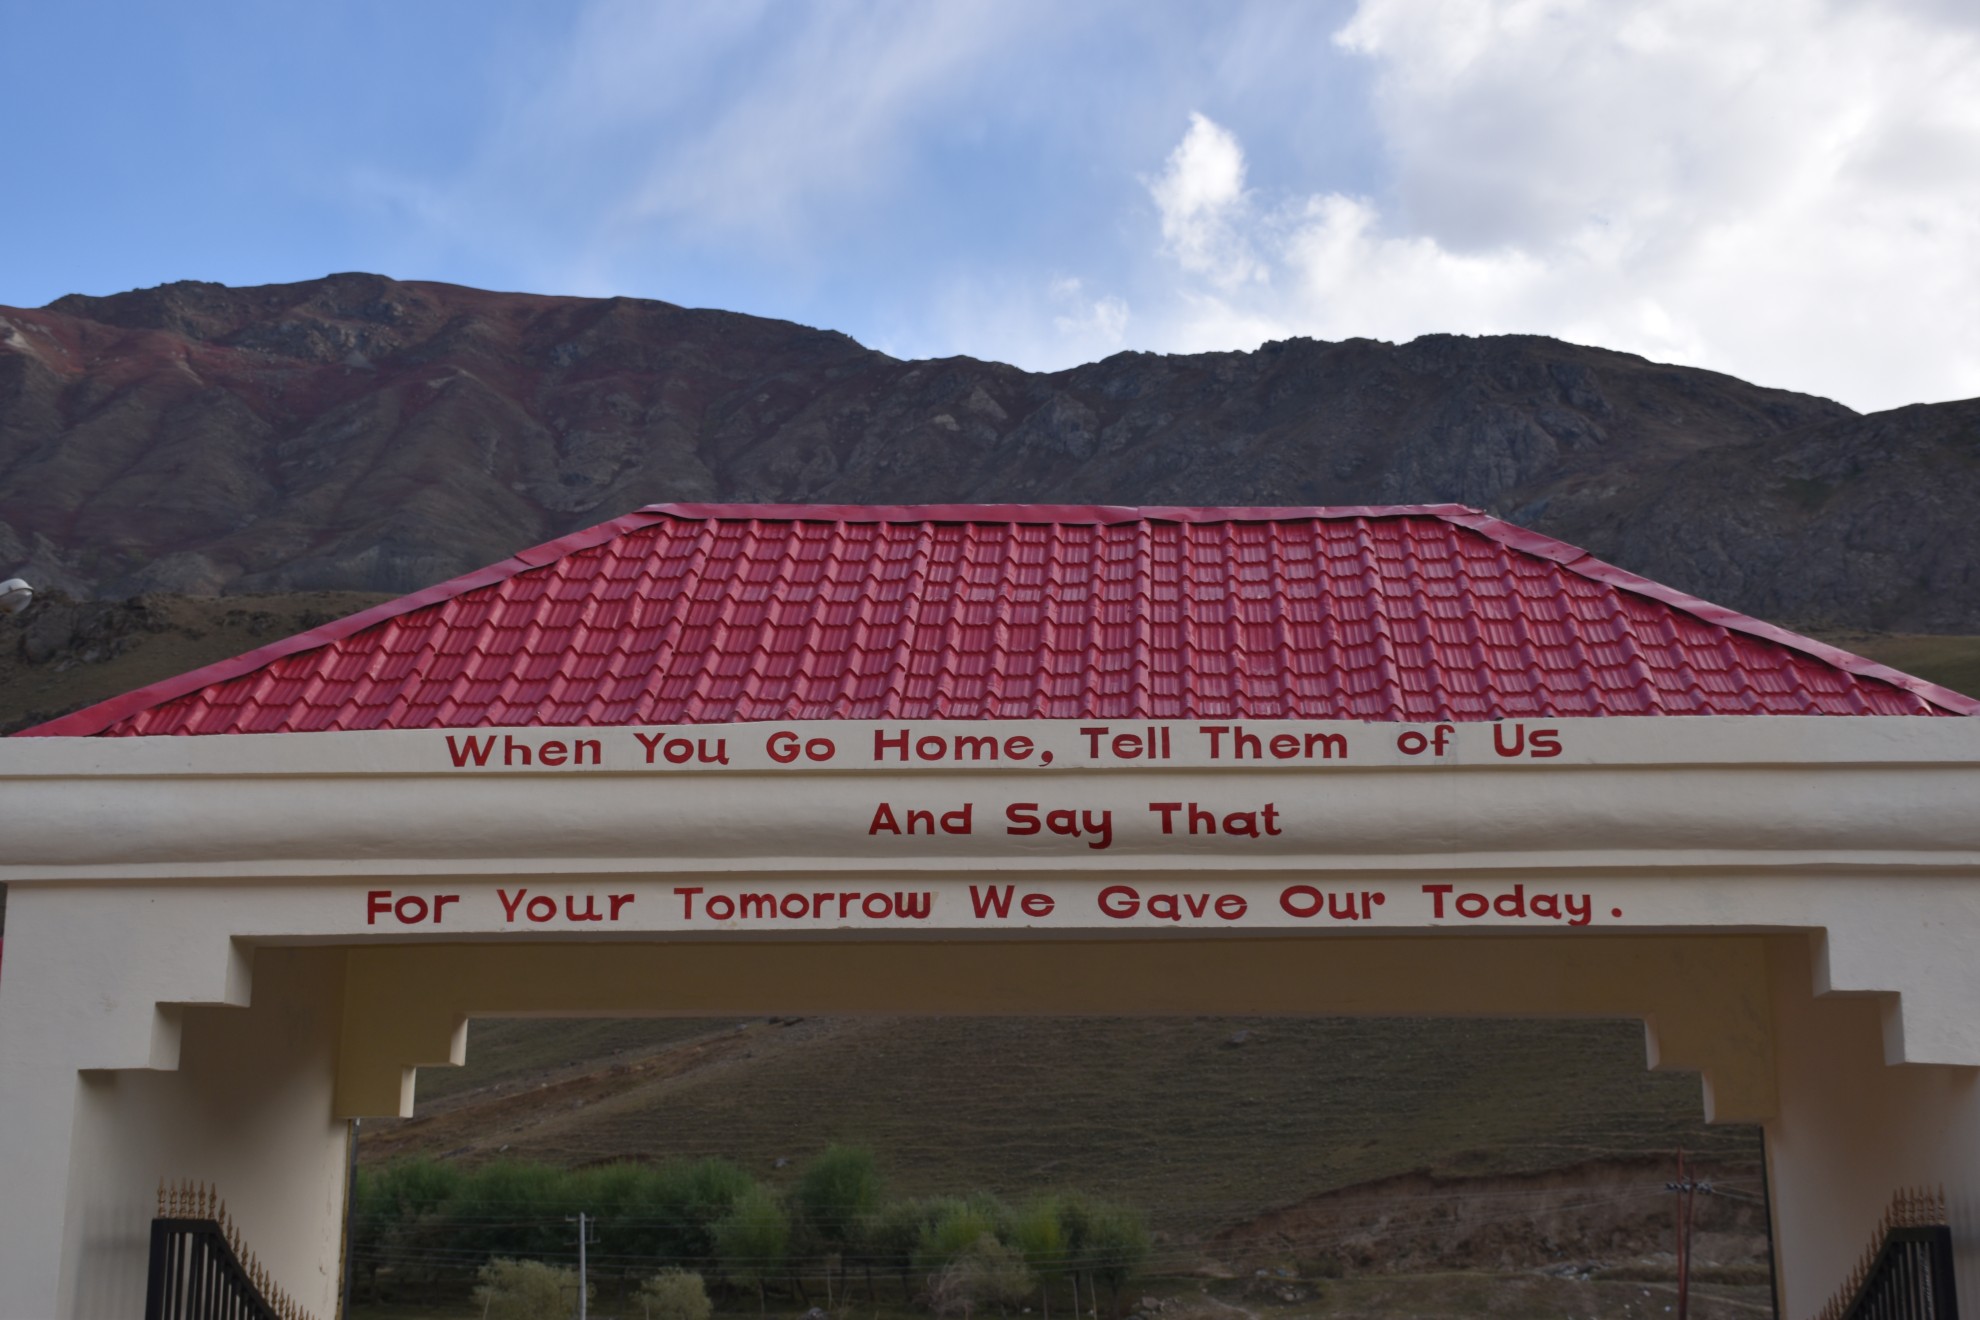 When You Go Home, Tell Them of Us
And Say That
For Your Tomorrow We Gave Our Today.